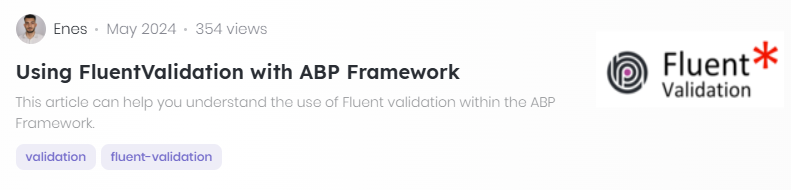 Enes • May 2024 • 354 views
Using FluentValidation with ABP Framework
This article can help you understand the use of Fluent validation within the ABP
Framework.
validation fluent-validation
Fluent*
Validation